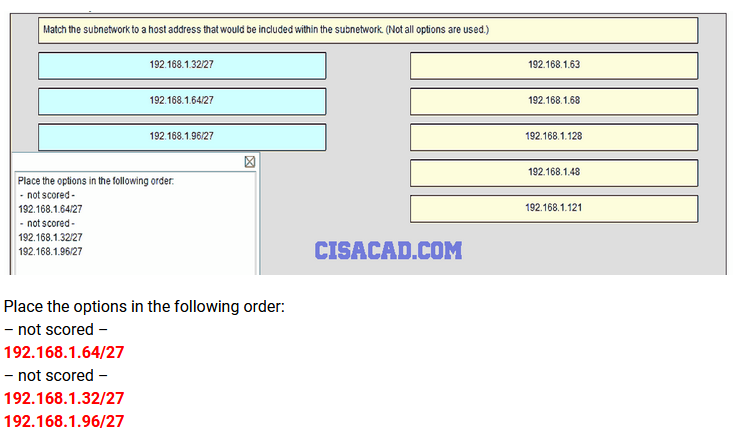 Match the subnetwork to a host address that would be included within the subnetwork. (Not all options are used.)
192.168.1.32/27
192.168.1.63
192.168.1.64/27
192.168.1.68
192.168.1.96/27
192.168.1.128
192.168.1.48
192.168.1.121
Place the options in the following order:
- not scored -
192.168.1.64/27
- not scored -
192.168.1.32/27
192.168.1.96/27
CISACAD.COM
Place the options in the following order:
– not scored –
192.168.1.64/27
– not scored –
192.168.1.32/27
192.168.1.96/27